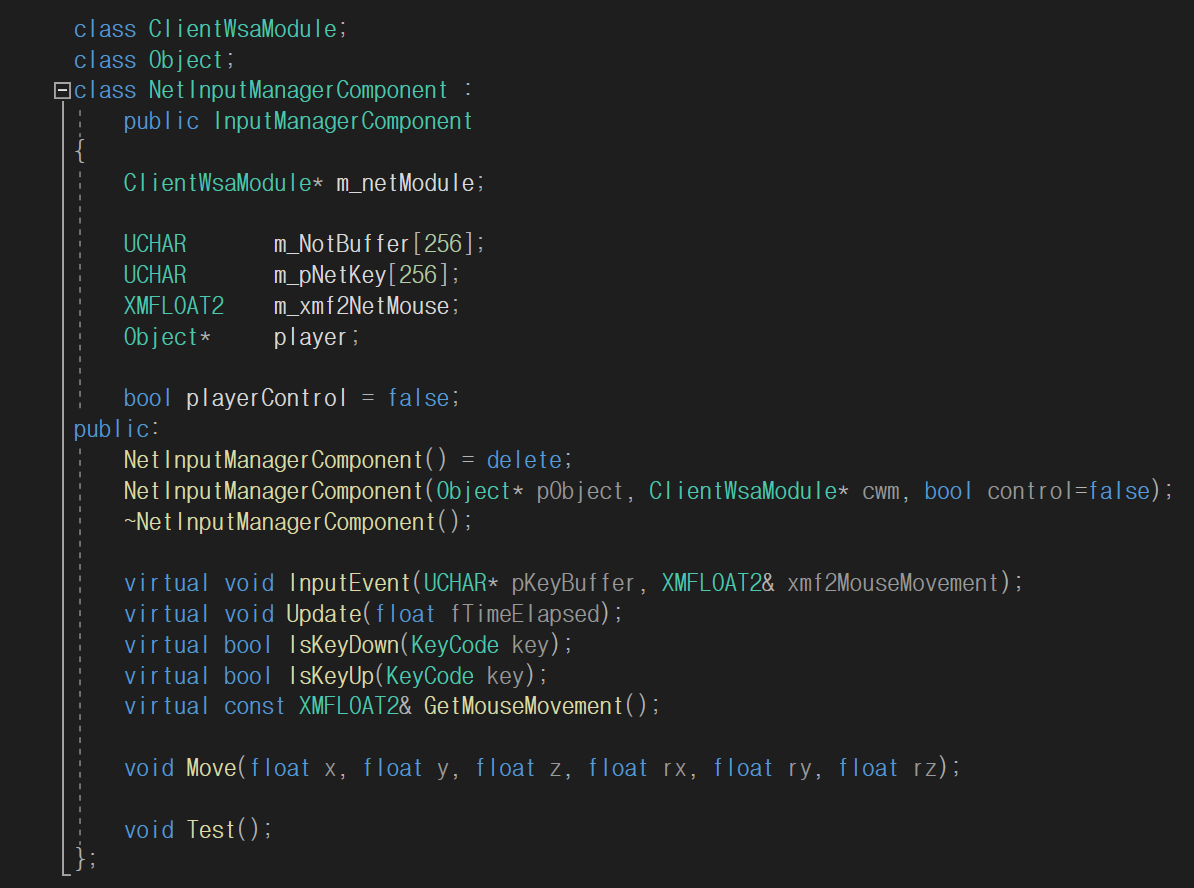 class ClientWsaModule;
class Object;
class NetInputManagerComponent :
public InputManagerComponent
{
ClientWsaModule* m_netModule;
UCHAR m_NotBuffer[256];
UCHAR m_pNetKey[256];
XMFLOAT2 m_xmf2NetMouse;
Object* player;
bool playerControl = false;
public:
NetInputManagerComponent() = delete;
NetInputManagerComponent(Object* pObject, ClientWsaModule* cwm, bool control=false);
~NetInputManagerComponent();
virtual void InputEvent(UCHAR* pKeyBuffer, XMFLOAT2& xmf2MouseMovement);
virtual void Update(float fTimeElapsed);
virtual bool IsKeyDown(KeyCode key);
virtual bool IsKeyUp(KeyCode key);
virtual const XMFLOAT2& GetMouseMovement();
void Move(float x, float y, float z, float rx, float ry, float rz);
void Test();
};